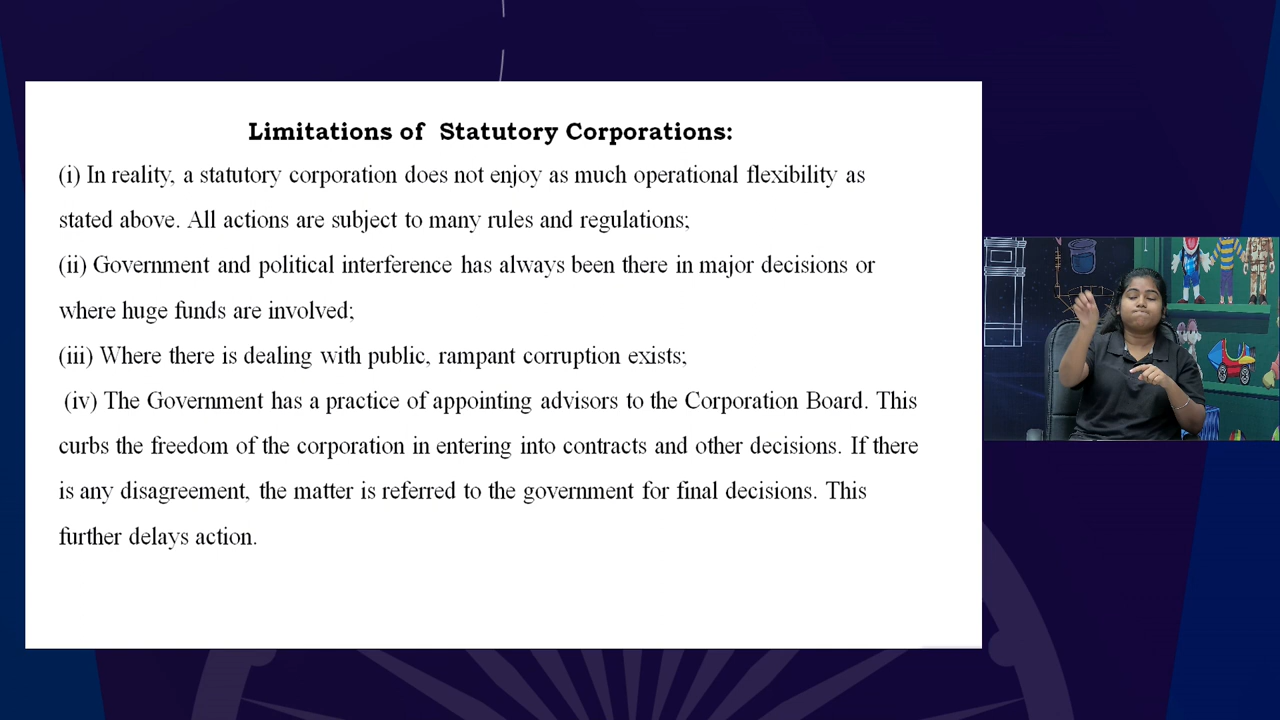 Limitations of Statutory Corporations:
(i) In reality, a statutory corporation does not enjoy as much operational flexibility as
stated above. All actions are subject to many rules and regulations;
(ii) Government and political interference has always been there in major decisions or
where huge funds are involved;
(iii) Where there is dealing with public, rampant corruption exists;
(iv) The Government has a practice of appointing advisors to the Corporation Board. This
curbs the freedom of the corporation in entering into contracts and other decisions. If there
is any disagreement, the matter is referred to the government for final decisions. This
further delays action.